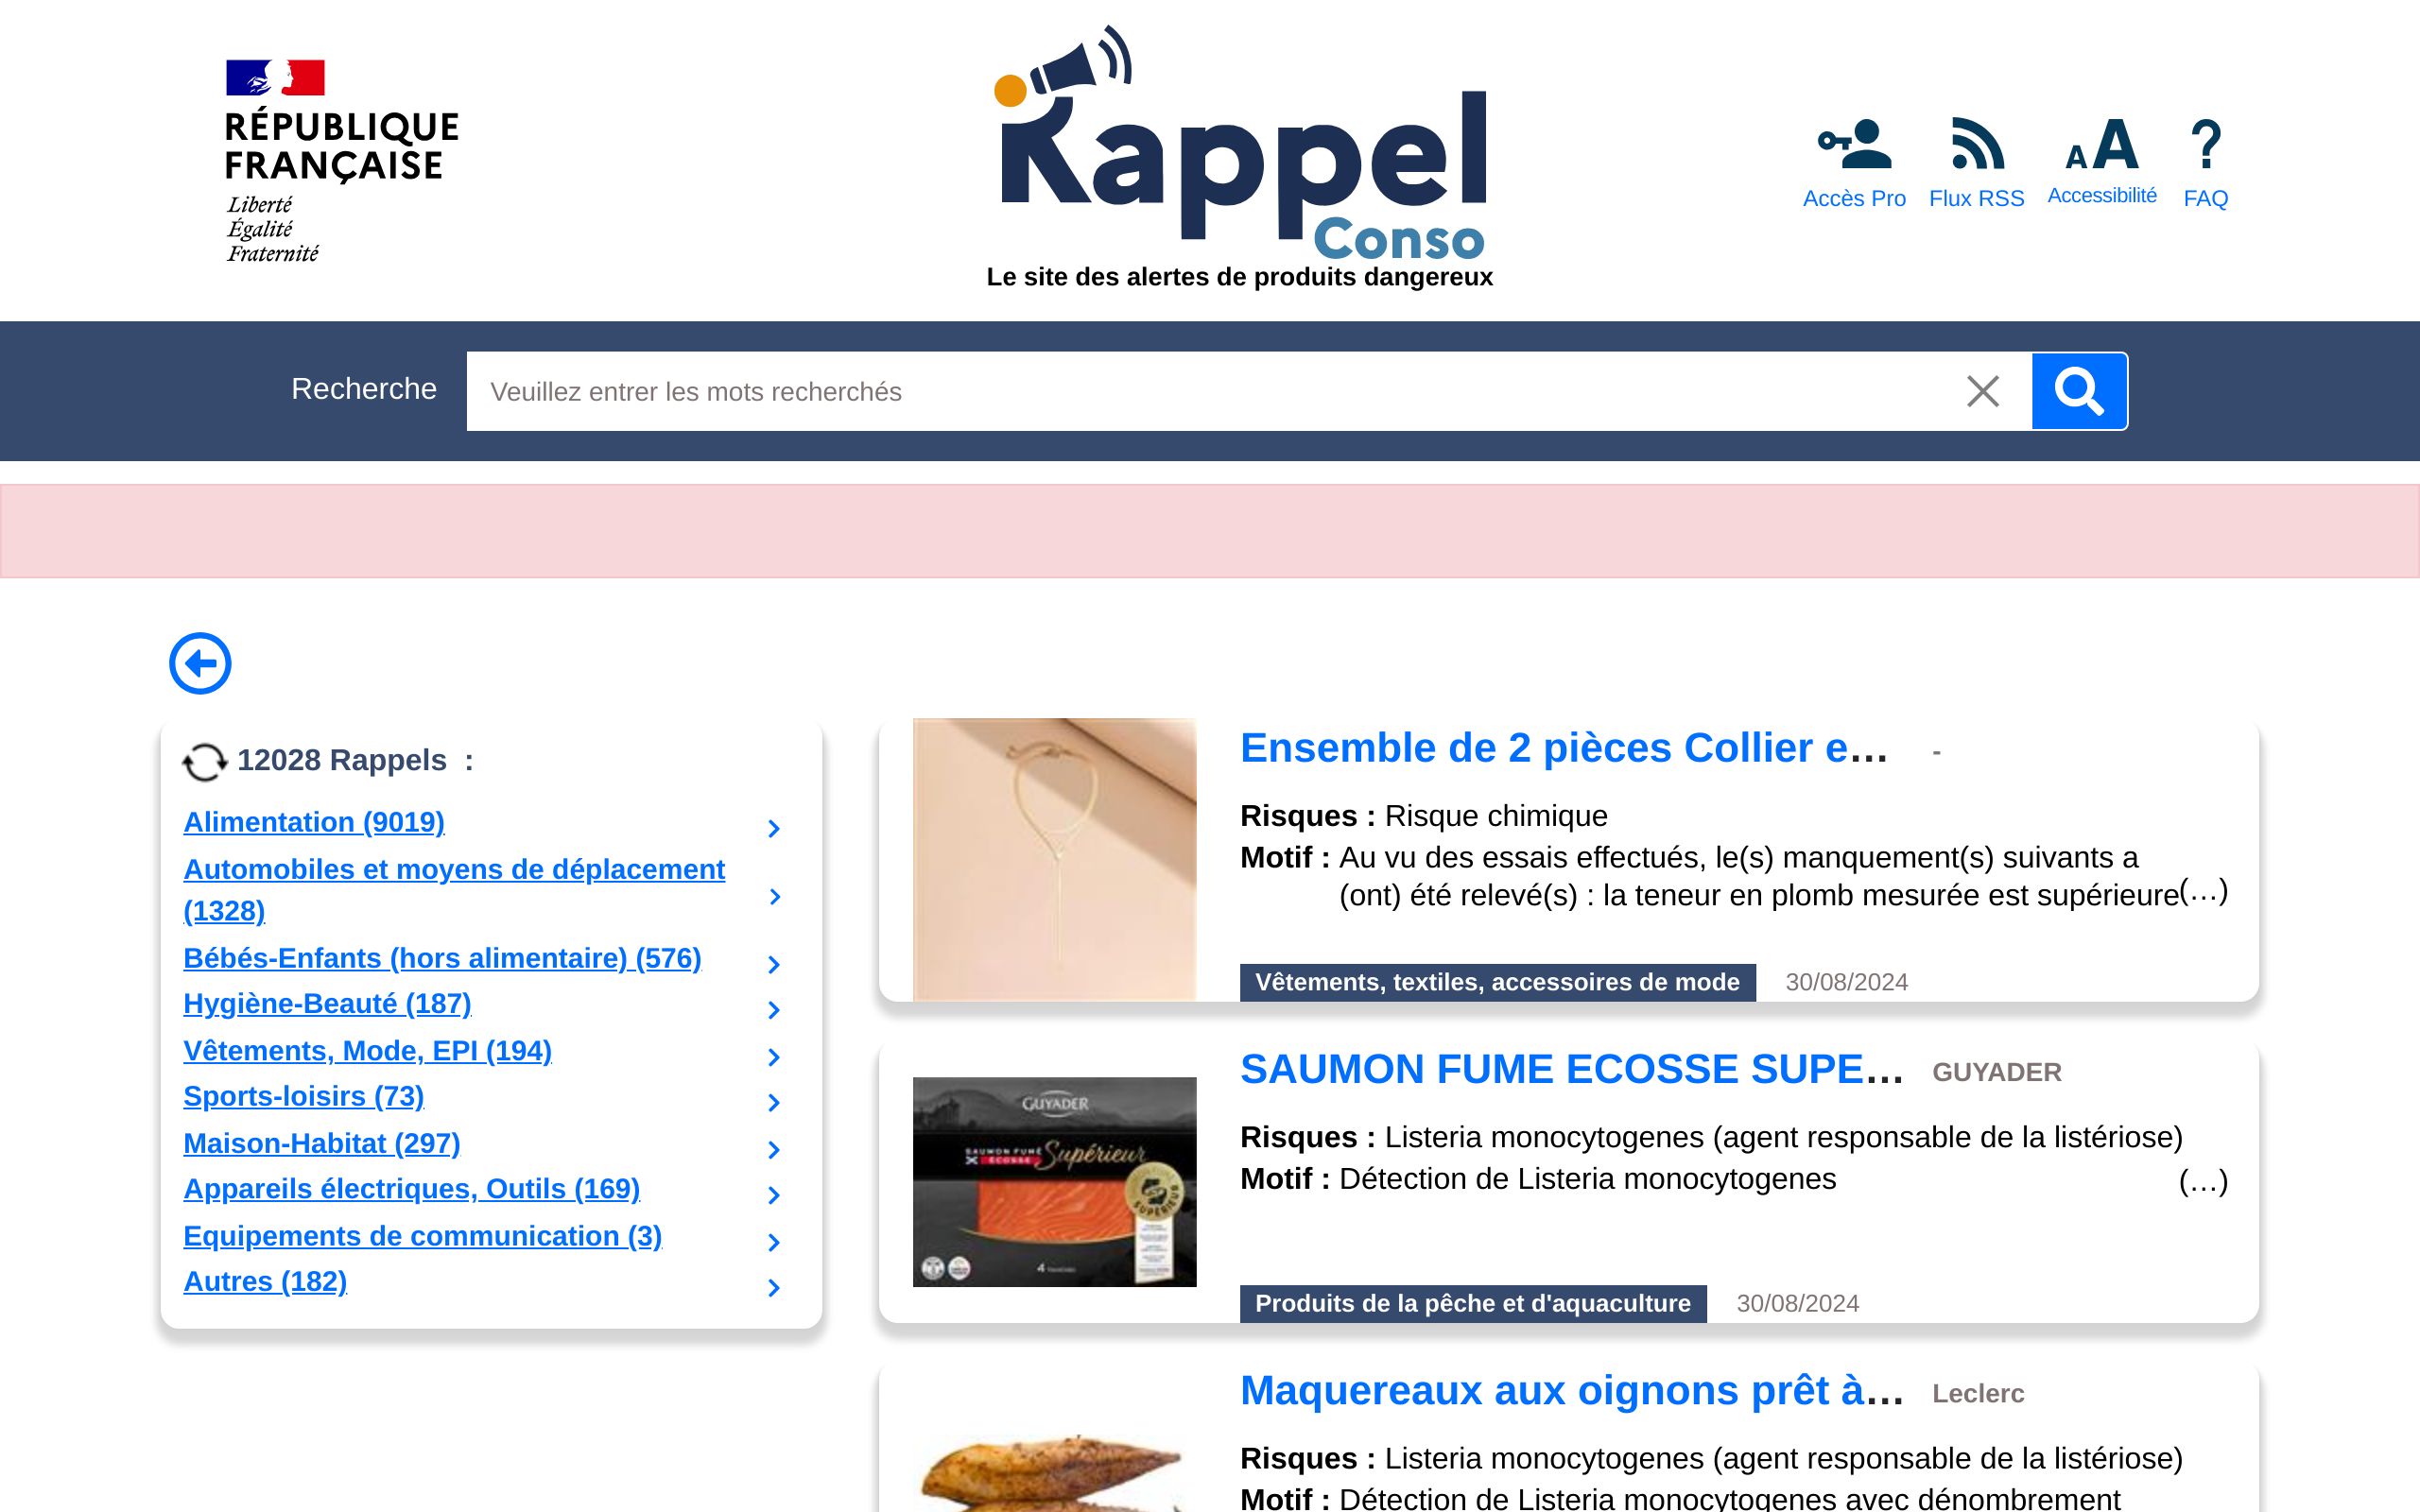 RÉPUBLIQUE
FRANÇAISE
Liberté
Égalité
Fraternité
Rappel
Conso
Le site des alertes de produits dangereux
Accès Pro
Flux RSS
AA
Accessibilité
?
FAQ
Recherche
Veuillez entrer les mots recherchés
12028 Rappels :
Alimentation (9019)
Automobiles et moyens de déplacement
(1328)
Bébés-Enfants (hors alimentaire) (576)
Hygiène-Beauté (187)
Vêtements, Mode, EPI (194)
Sports-loisirs (73)
Maison-Habitat (297)
Appareils électriques, Outils (169)
Equipements de communication (3)
Autres (182)
Ensemble de 2 pièces Collier e… -
Risques : Risque chimique
Motif : Au vu des essais effectués, le(s) manquement(s) suivants a
(ont) été relevé(s) : la teneur en plomb mesurée est supérieure(…)
Vêtements, textiles, accessoires de mode 30/08/2024
GUYADER
SAUMON FUMÉ
ECOSSE
Supérieur
SUPÉRIEUR
4
SAUMON FUME ECOSSE SUPE… GUYADER
Risques : Listeria monocytogenes (agent responsable de la listériose)
Motif : Détection de Listeria monocytogenes (…)
Produits de la pêche et d'aquaculture 30/08/2024
Maquereaux aux oignons prêt à… Leclerc
Risques : Listeria monocytogenes (agent responsable de la listériose)
Motif : Détection de Listeria monocytogenes avec dénombrement